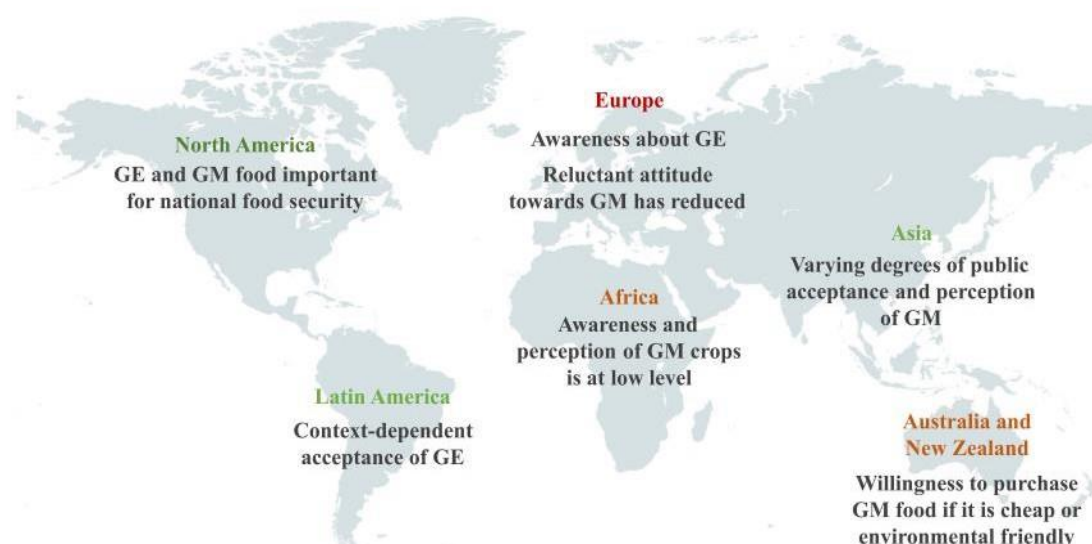 North America
GE and GM food important
for national food security
Europe
Awareness about GE
Reluctant attitude
towards GM has reduced
Asia
Varying degrees of public
acceptance and perception
of GM
Africa
Awareness and
perception of GM crops
is at low level
Latin America
Context-dependent
acceptance of GE
Australia and
New Zealand
Willingness to purchase
GM food if it is cheap or
environmental friendly